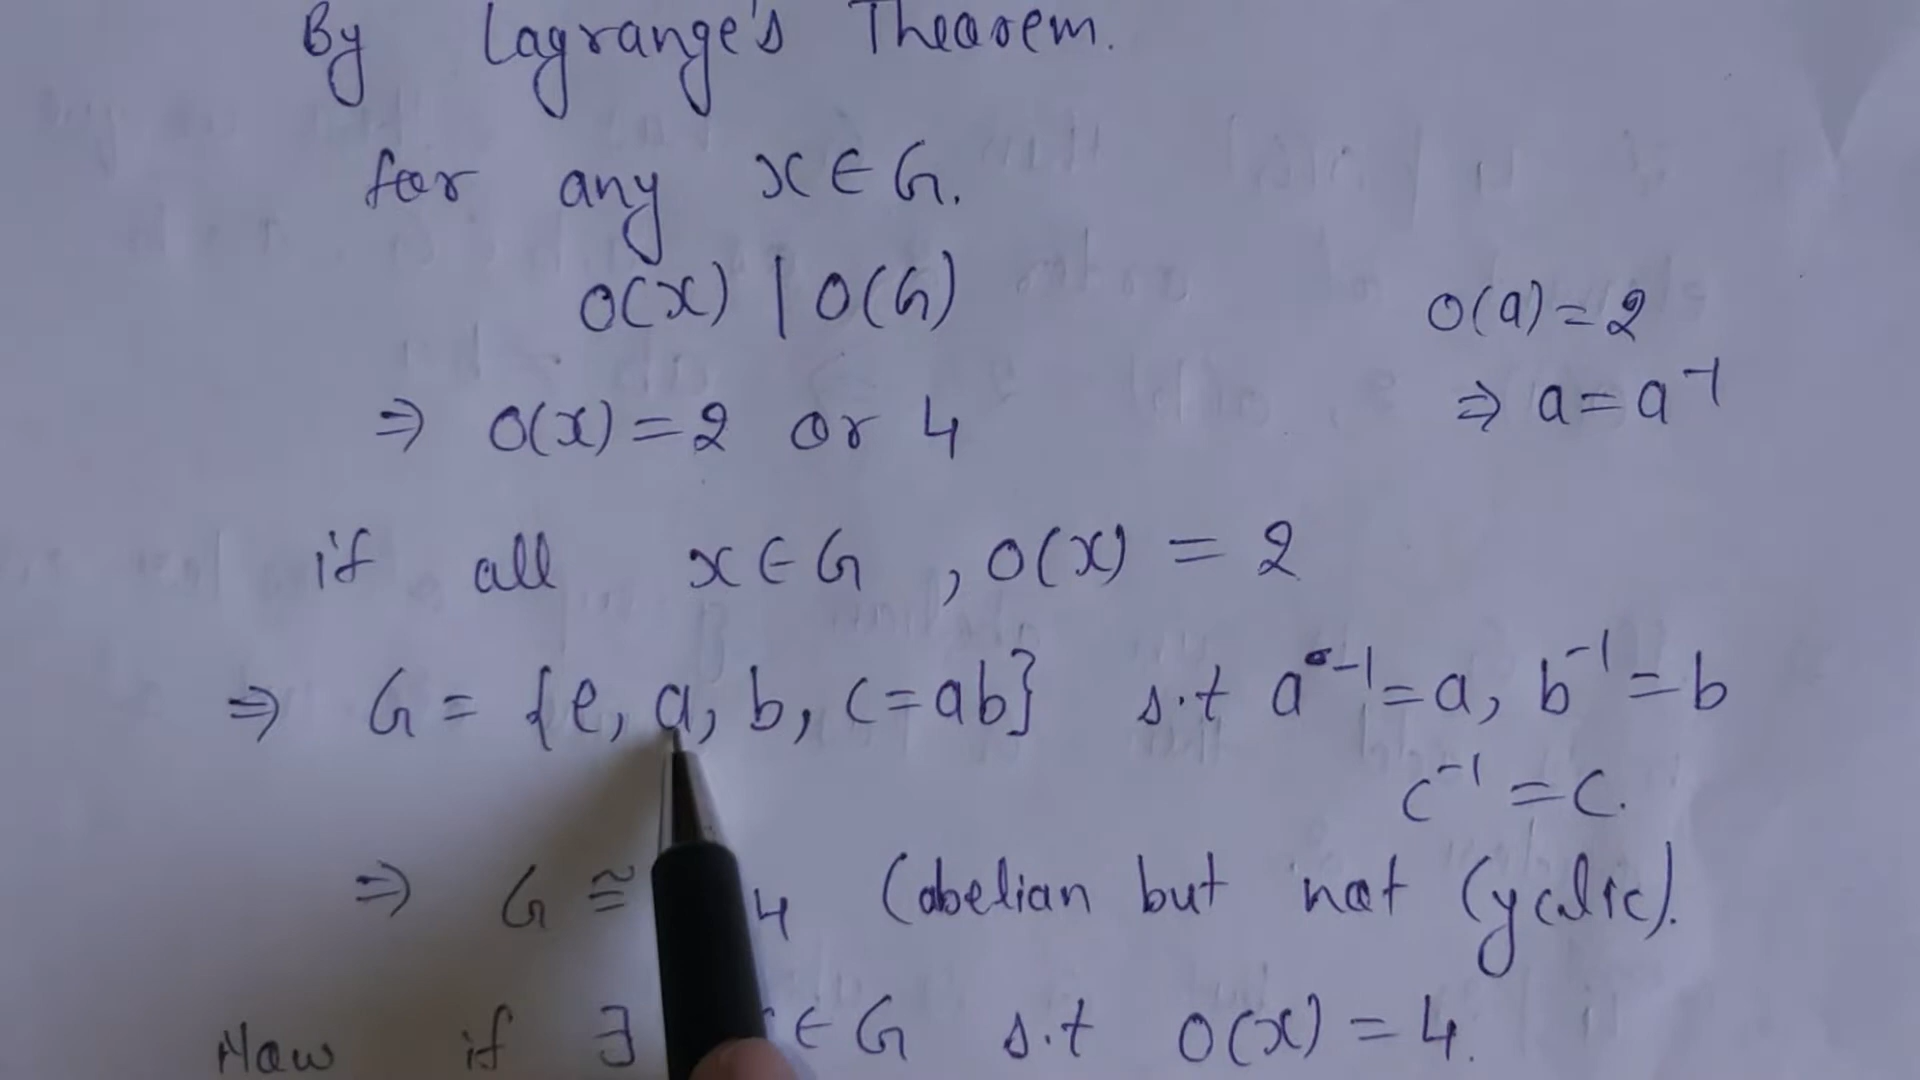 By Lagrange's Theorem.
for any x ∈ G.
O(x) | O(G)
O(a) = 2
⇒ a = a⁻¹
⇒ O(x) = 2 or 4
if all x ∈ G, O(x) = 2
⇒ G = {e, a, b, c = ab} s.t a⁻¹ = a, b⁻¹ = b
c⁻¹ = c.
⇒ G ≅ 4 (abelian but not Cyclic).
Now if ∃ ∈ G s.t O(x) = 4.